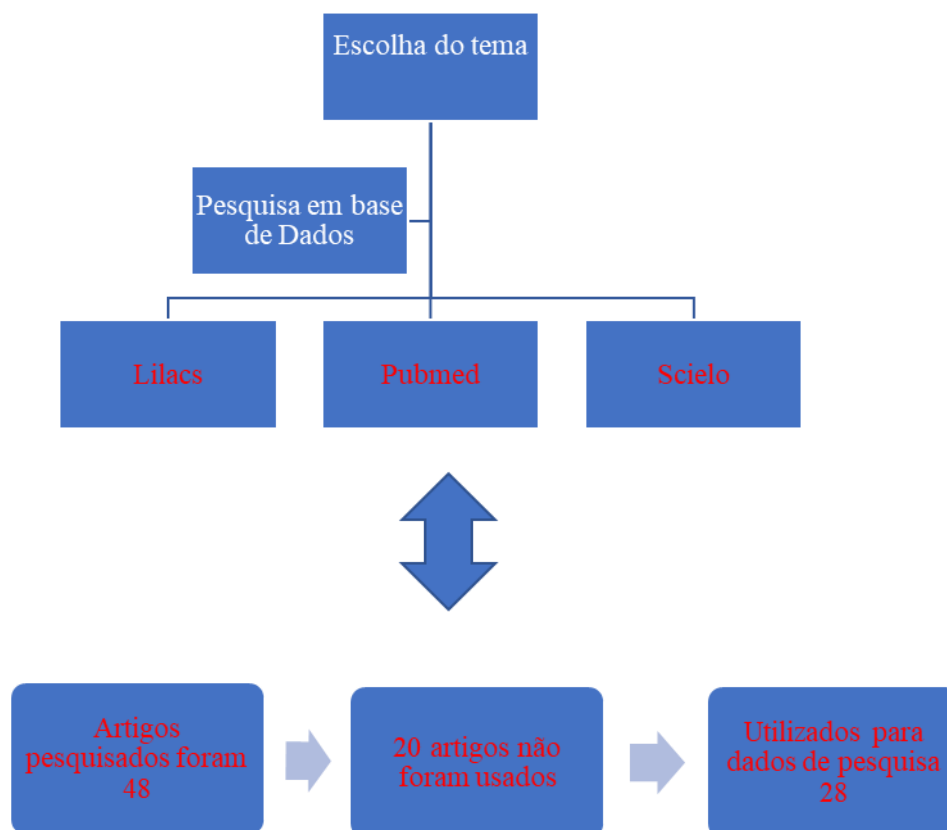 Escolha do tema
Pesquisa em base
de Dados
Lilacs
Pubmed
Scielo
Artigos
pesquisados foram
48
20 artigos não
foram usados
Utilizados para
dados de pesquisa
28